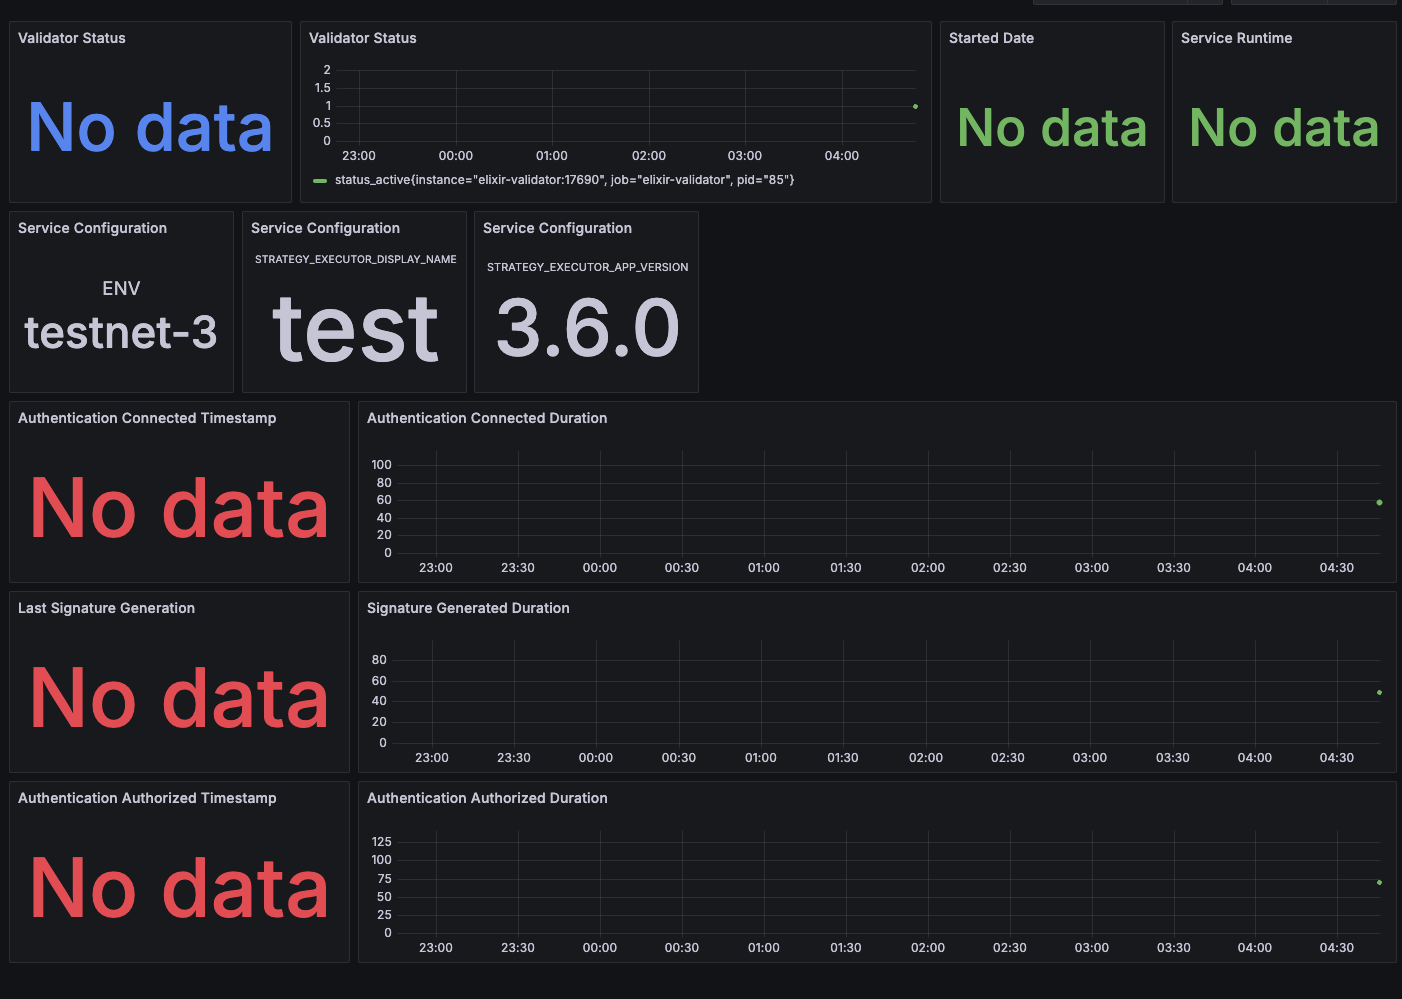 Validator Status
No data
Validator Status
2
1.5
1
0.5
0
23:00 00:00 01:00 02:00 03:00 04:00
status_active{instance="elixir-validator:17690", job="elixir-validator", pid="85"}
Started Date
No data
Service Runtime
No data
Service Configuration
ENV
testnet-3
Service Configuration
STRATEGY_EXECUTOR_DISPLAY_NAME
test
Service Configuration
STRATEGY_EXECUTOR_APP_VERSION
3.6.0
Authentication Connected Timestamp
No data
Authentication Connected Duration
100
80
60
40
20
0
23:00 23:30 00:00 00:30 01:00 01:30 02:00 02:30 03:00 03:30 04:00 04:30
Last Signature Generation
No data
Signature Generated Duration
80
60
40
20
0
23:00 23:30 00:00 00:30 01:00 01:30 02:00 02:30 03:00 03:30 04:00 04:30
Authentication Authorized Timestamp
No data
Authentication Authorized Duration
125
100
75
50
25
0
23:00 23:30 00:00 00:30 01:00 01:30 02:00 02:30 03:00 03:30 04:00 04:30